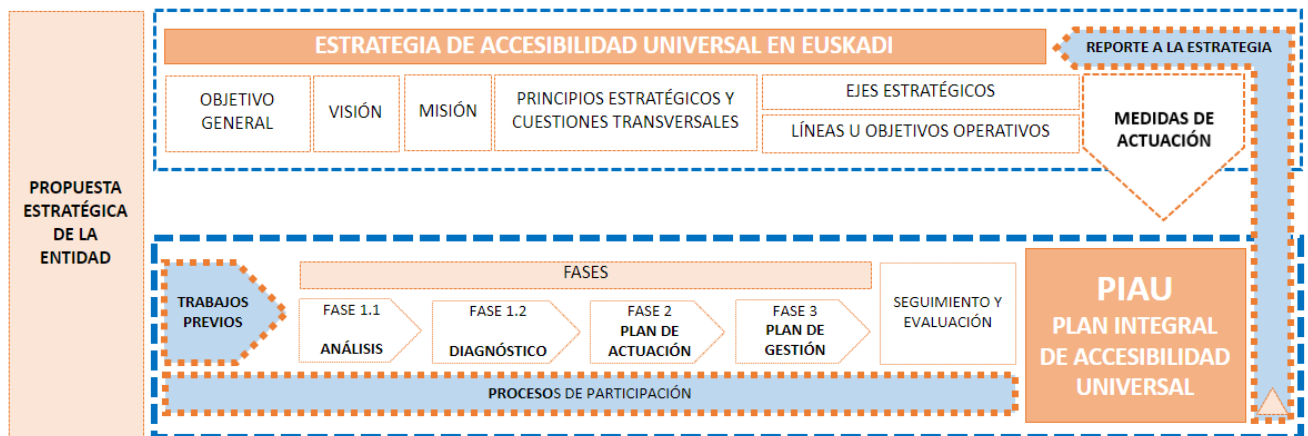 PROPUESTA
ESTRATÉGICA
DE LA
ENTIDAD
ESTRATEGIA DE ACCESIBILIDAD UNIVERSAL EN EUSKADI
REPORTE A LA ESTRATEGIA
OBJETIVO
GENERAL
VISIÓN
MISIÓN
PRINCIPIOS ESTRATÉGICOS Y
CUESTIONES TRANSVERSALES
EJES ESTRATÉGICOS
LÍNEAS U OBJETIVOS OPERATIVOS
MEDIDAS DE
ACTUACIÓN
TRABAJOS
PREVIOS
FASES
FASE 1.1
ANÁLISIS
FASE 1.2
DIAGNÓSTICO
FASE 2
PLAN DE
ACTUACIÓN
FASE 3
PLAN DE
GESTIÓN
SEGUIMIENTO Y
EVALUACIÓN
PROCESOS DE PARTICIPACIÓN
PIAU
PLAN INTEGRAL
DE ACCESIBILIDAD
UNIVERSAL